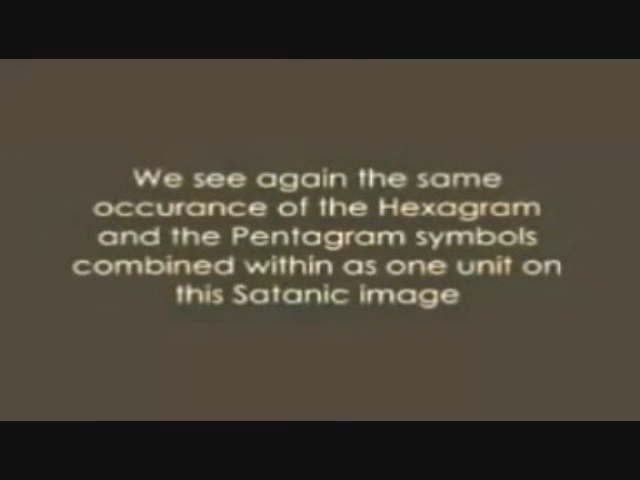 We see again the same
occurance of the Hexagram
and the Pentagram symbols
combined within as one unit on
this Satanic image